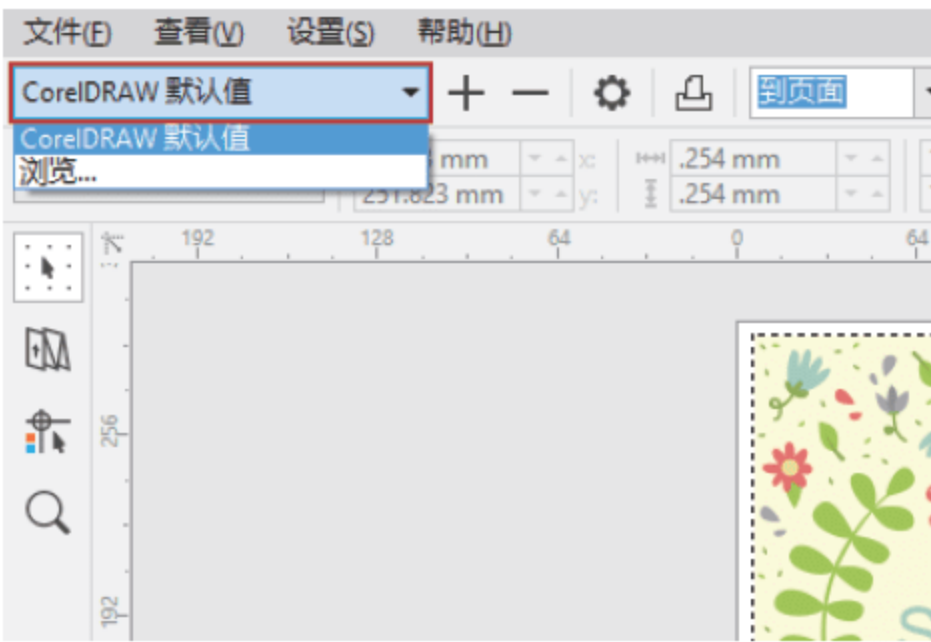 文件(F) 查看(V) 设置(S) 帮助(H)
CorelDRAW 默认值 到页面
CorelDRAW 默认值
浏览...
mm x: .254 mm
251.823 mm y: .254 mm
192 128 64 0 64
256
192